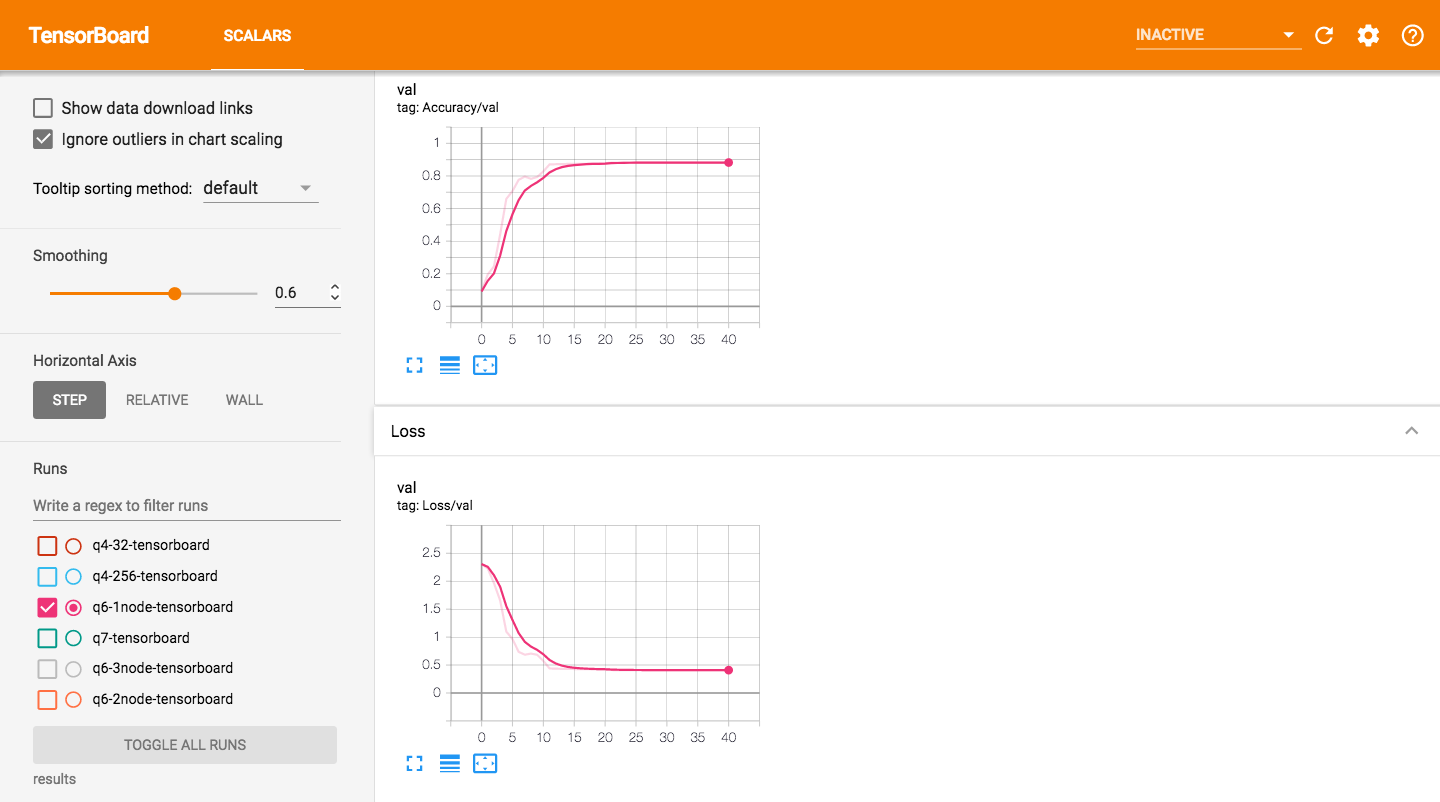 TensorBoard
SCALARS
INACTIVE
Show data download links
Ignore outliers in chart scaling
Tooltip sorting method: default
Smoothing
0.6
Horizontal Axis
STEP RELATIVE WALL
Runs
Write a regex to filter runs
q4-32-tensorboard
q4-256-tensorboard
q6-1node-tensorboard
q7-tensorboard
q6-3node-tensorboard
q6-2node-tensorboard
TOGGLE ALL RUNS
results
val
tag: Accuracy/val
1
0.8
0.6
0.4
0.2
0
0 5 10 15 20 25 30 35 40
Loss
val
tag: Loss/val
2.5
2
1.5
1
0.5
0
0 5 10 15 20 25 30 35 40